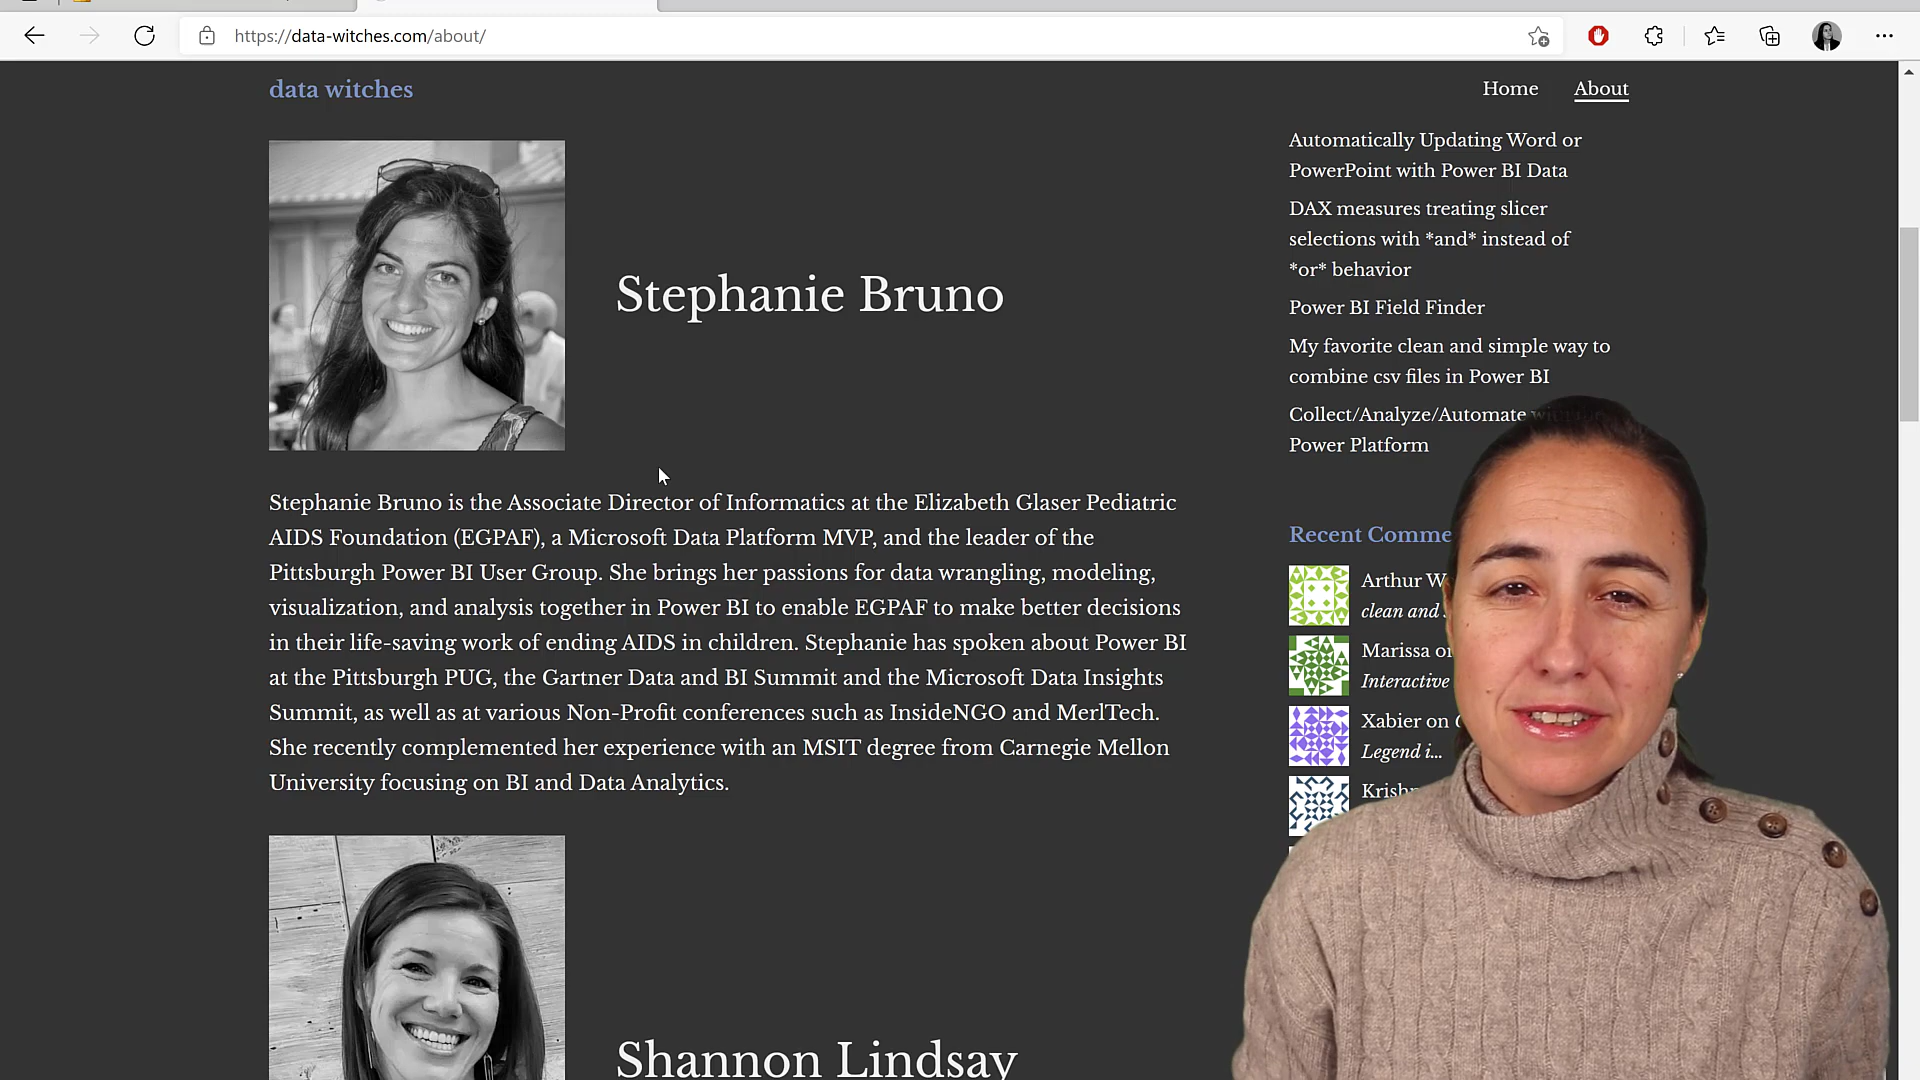 https://data-witches.com/about/
data witches
Home
About
Stephanie Bruno
Stephanie Bruno is the Associate Director of Informatics at the Elizabeth Glaser Pediatric
AIDS Foundation (EGPAF), a Microsoft Data Platform MVP, and the leader of the
Pittsburgh Power BI User Group. She brings her passions for data wrangling, modeling,
visualization, and analysis together in Power BI to enable EGPAF to make better decisions
in their life-saving work of ending AIDS in children. Stephanie has spoken about Power BI
at the Pittsburgh PUG, the Gartner Data and BI Summit and the Microsoft Data Insights
Summit, as well as at various Non-Profit conferences such as InsideNGO and MerlTech.
She recently complemented her experience with an MSIT degree from Carnegie Mellon
University focusing on BI and Data Analytics.
Shannon Lindsay
Automatically Updating Word or
PowerPoint with Power BI Data
DAX measures treating slicer
selections with *and* instead of
*or* behavior
Power BI Field Finder
My favorite clean and simple way to
combine csv files in Power BI
Collect/Analyze/Automate
Power Platform
Recent
Arthur
clean and
Marissa
Interactive
Xabier on
Legend i...